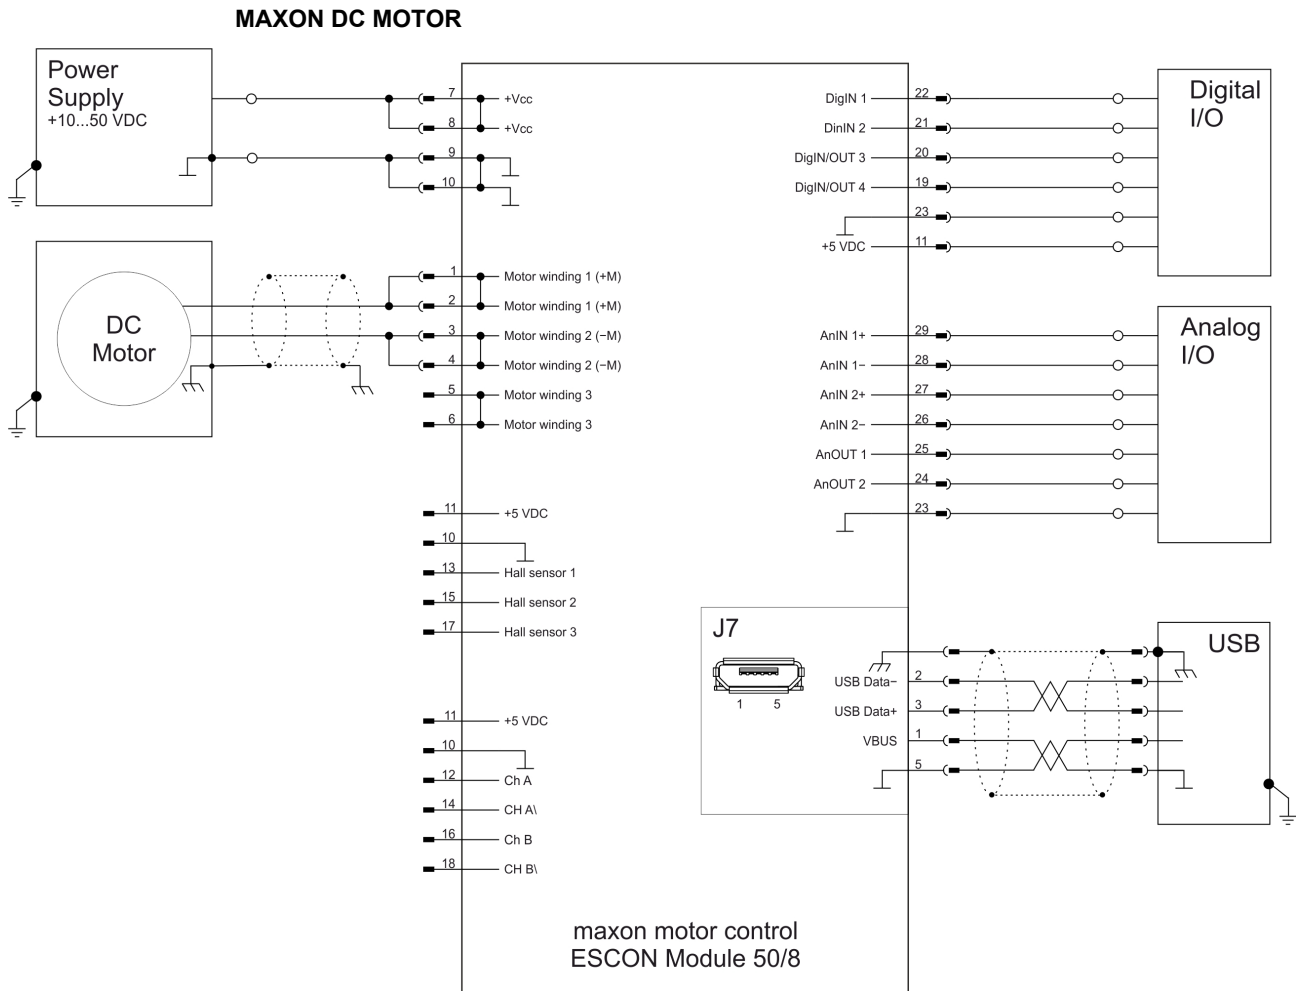 MAXON DC MOTOR
Power
Supply
+10...50 VDC
7 +Vcc
8 +Vcc
9
10
DC
Motor
1 Motor winding 1 (+M)
2 Motor winding 1 (+M)
3 Motor winding 2 (−M)
4 Motor winding 2 (−M)
5 Motor winding 3
6 Motor winding 3
11 +5 VDC
10
13 Hall sensor 1
15 Hall sensor 2
17 Hall sensor 3
11 +5 VDC
10
12 Ch A
14 CH A\
16 Ch B
18 CH B\
DigIN 1 22
DinIN 2 21
DigIN/OUT 3 20
DigIN/OUT 4 19
23
+5 VDC 11
Digital
I/O
AnIN 1+ 29
AnIN 1− 28
AnIN 2+ 27
AnIN 2− 26
AnOUT 1 25
AnOUT 2 24
23
Analog
I/O
J7
1 5
USB Data− 2
USB Data+ 3
VBUS 1
5
USB
maxon motor control
ESCON Module 50/8